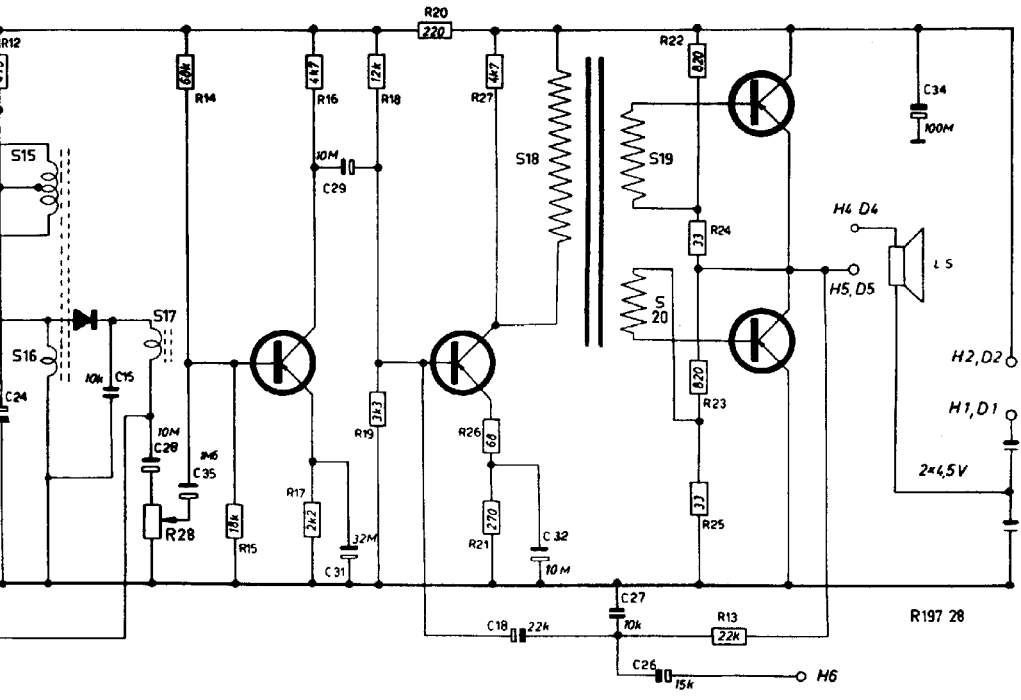 R20
220
R12
68k
R14
4k7
R16
12k
R18
4k7
R27
R22
820
C34
100M
S15
10M
C29
S18
S19
H4 D4
R24
33
LS
H5, D5
S17
S
20
S16
10k
C15
H2, D2
C24
3k3
R19
R26
68
820
R23
H1, D1
10M
C28
1M6
C35
2×4,5V
R28
18k
R15
R17
2k2
32M
C31
270
R21
C32
10M
33
R25
C27
10k
R13
22k
R197 28
C18
22k
C26
15k
H6